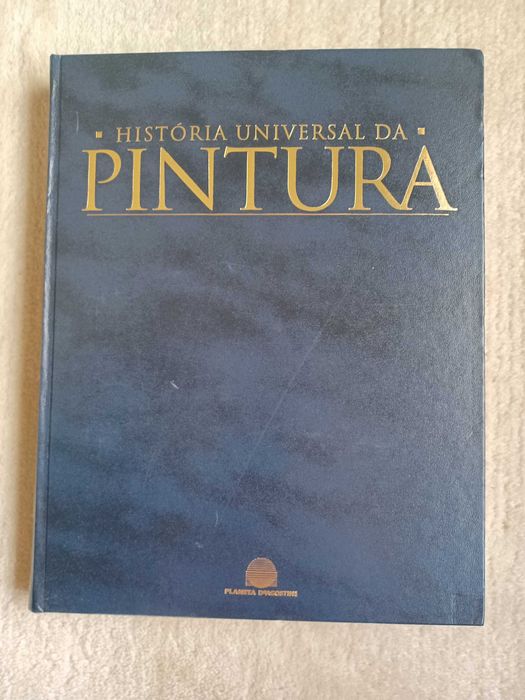 HISTÓRIA UNIVERSAL DA
PINTURA
PLANETA DEAGOSTINI